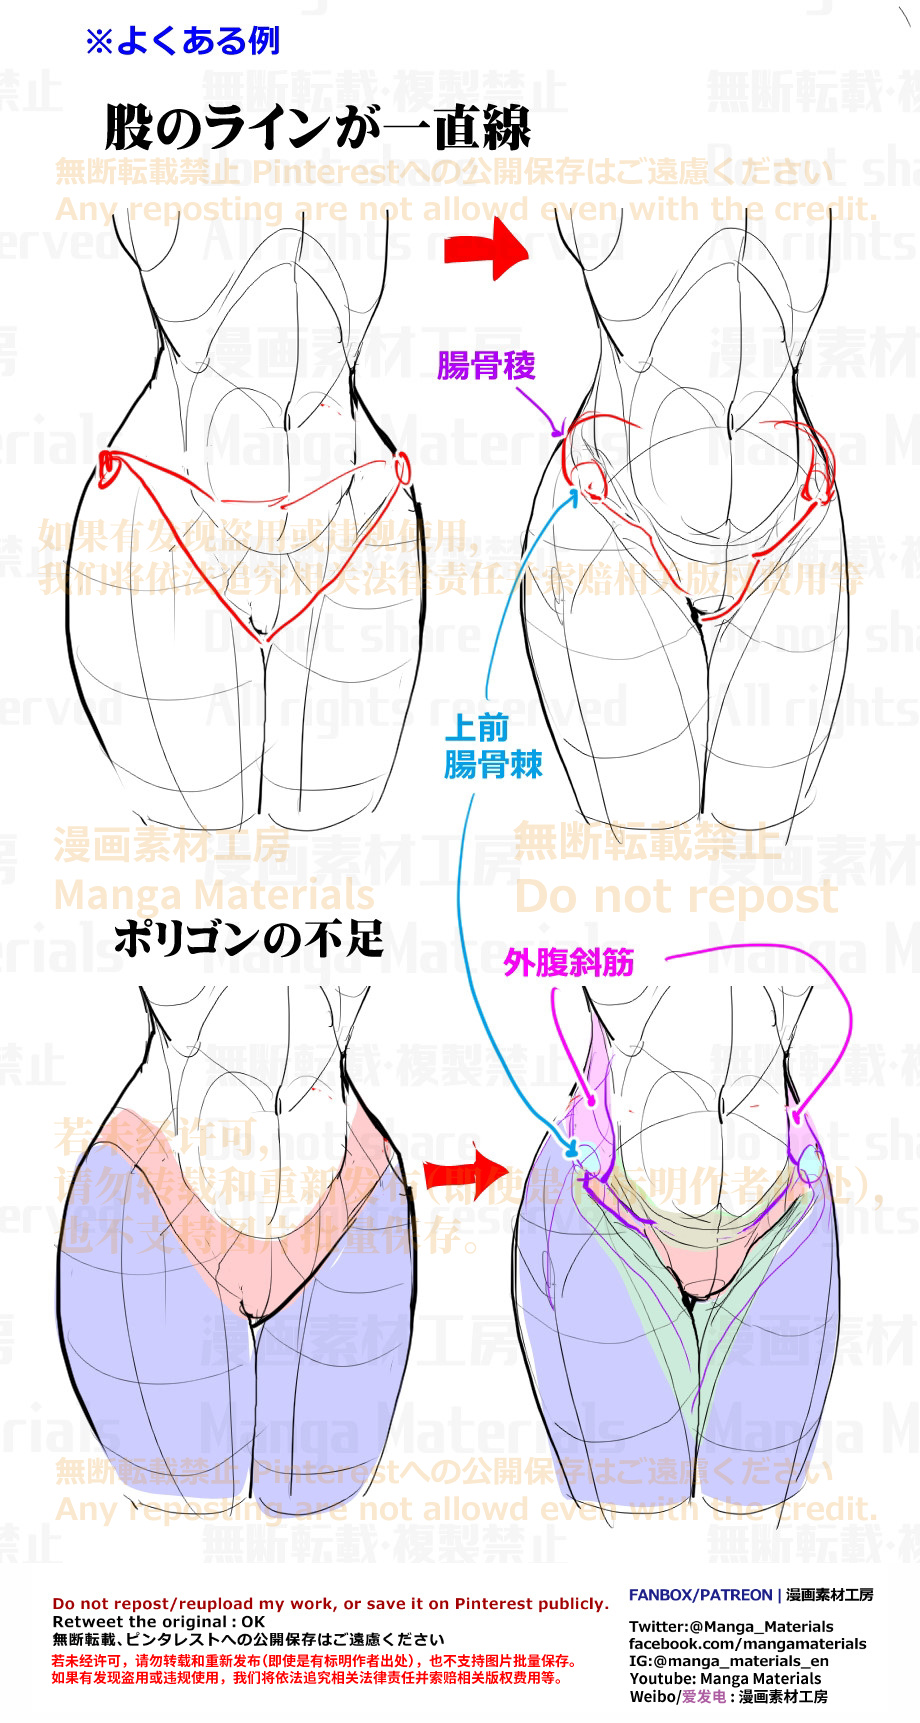 ※よくある例
股のラインが一直線
無断転載禁止 Pinterestへの公開保存はご遠慮ください
Any reposting are not allowd even with the credit.
腸骨稜
如果有发现盗用或违规使用，
我们将依法追究相关法律责任并索赔相关版权费用等
上前
腸骨棘
漫画素材工房
Manga Materials
無断転載禁止
Do not repost
ポリゴンの不足
外腹斜筋
若未经许可，
请勿转载和重新发布（即使是有标明作者出处），
也不支持图片批量保存。
無断転載禁止 Pinterestへの公開保存はご遠慮ください
Any reposting are not allowd even with the credit.
Do not repost/reupload my work, or save it on Pinterest publicly.
Retweet the original : OK
無断転載、ピンタレストへの公開保存はご遠慮ください
若未经许可，请勿转载和重新发布（即使是有标明作者出处），也不支持图片批量保存。
如果有发现盗用或违规使用，我们将依法追究相关法律责任并索赔相关版权费用等。
FANBOX/PATREON | 漫画素材工房
Twitter:@Manga_Materials
facebook.com/mangamaterials
IG:@manga_materials_en
Youtube: Manga Materials
Weibo/爱发电 : 漫画素材工房